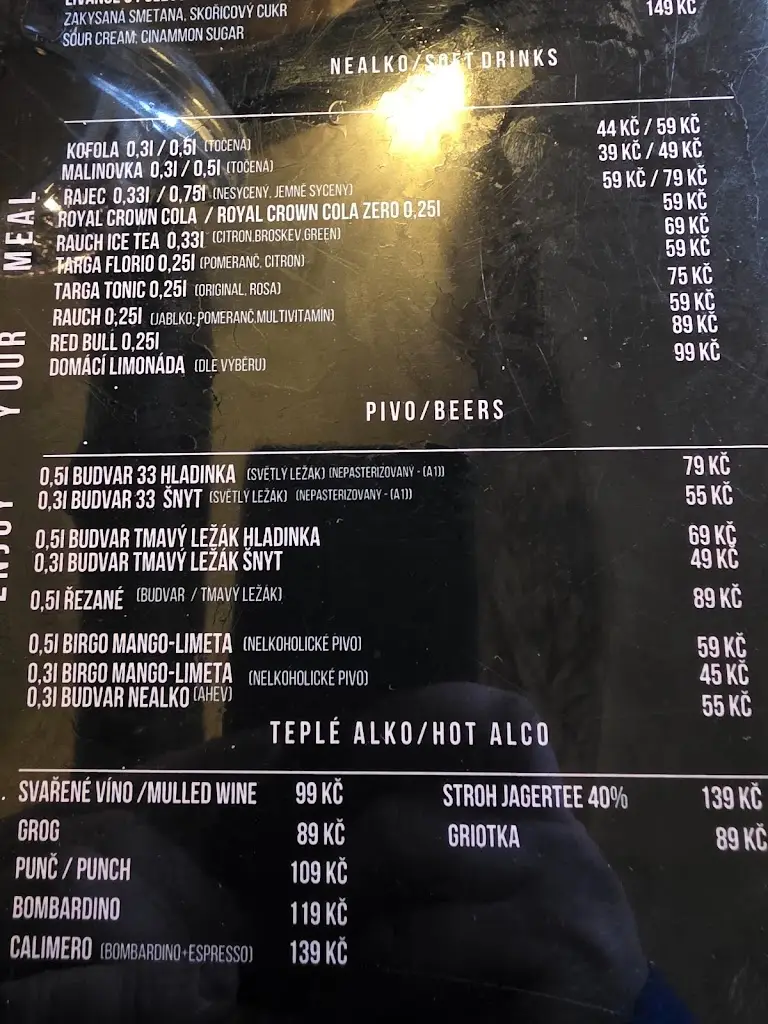 ZAKYSANÁ SMETANA, SKOŘICOVÝ CUKR 149 KČ
SOUR CREAM, CINAMMON SUGAR
NEALKO/SOFT DRINKS
KOFOLA 0,3l / 0,5l (TOČENÁ) 44 KČ / 59 KČ
MALINOVKA 0,3l / 0,5l (TOČENÁ) 39 KČ / 49 KČ
RAJEC 0,33l / 0,75l (NESYCENÝ, JEMNĚ SYCENÝ) 59 KČ / 79 KČ
ROYAL CROWN COLA / ROYAL CROWN COLA ZERO 0,25l 59 KČ
RAUCH ICE TEA 0,33l (CITRON,BROSKEV,GREEN) 69 KČ
TARGA FLORIO 0,25l (POMERANČ, CITRON) 59 KČ
TARGA TONIC 0,25l (ORIGINAL, ROSA) 75 KČ
RAUCH 0,25l (JABLKO, POMERANČ,MULTIVITAMÍN) 59 KČ
RED BULL 0,25l 89 KČ
DOMÁCÍ LIMONÁDA (DLE VÝBĚRU) 99 KČ
PIVO/BEERS
0,5l BUDVAR 33 HLADINKA (SVĚTLÝ LEŽÁK) (NEPASTERIZOVANÝ - (A1)) 79 KČ
0,3l BUDVAR 33 ŠNYT (SVĚTLÝ LEŽÁK) (NEPASTERIZOVANÝ - (A1)) 55 KČ
0,5l BUDVAR TMAVÝ LEŽÁK HLADINKA 69 KČ
0,3l BUDVAR TMAVÝ LEŽÁK ŠNYT 49 KČ
0,5l ŘEZANÉ (BUDVAR / TMAVÝ LEŽÁK) 89 KČ
0,5l BIRGO MANGO-LIMETA (NELKOHOLICKÉ PIVO) 59 KČ
0,3l BIRGO MANGO-LIMETA (NELKOHOLICKÉ PIVO) 45 KČ
0,3l BUDVAR NEALKO (LAHEV) 55 KČ
TEPLÉ ALKO/HOT ALCO
SVAŘENÉ VÍNO /MULLED WINE 99 KČ STROH JAGERTEE 40% 139 KČ
GROG 89 KČ GRIOTKA 89 KČ
PUNČ / PUNCH 109 KČ
BOMBARDINO 119 KČ
CALIMERO (BOMBARDINO+ESPRESSO) 139 KČ
ENJOY YOUR MEAL